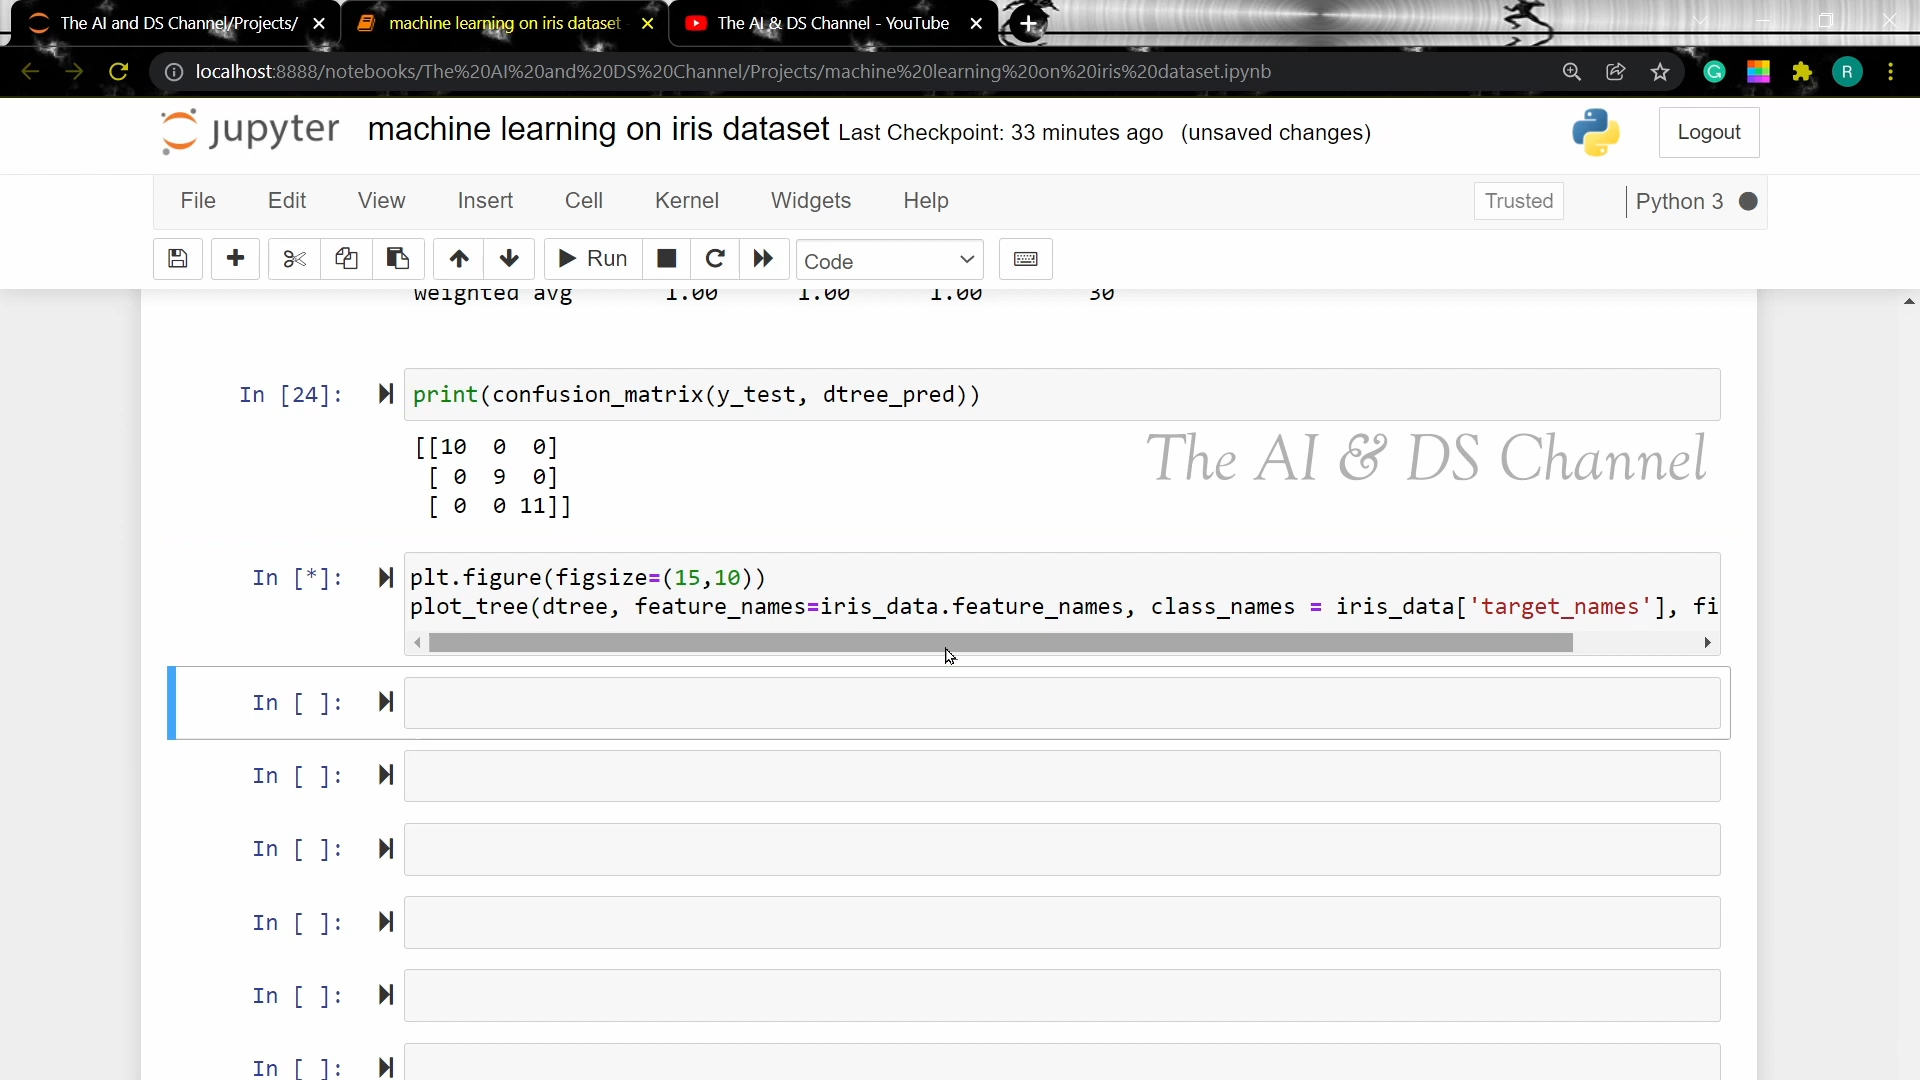 The AI and DS Channel/Projects/
machine learning on iris dataset
The AI & DS Channel - YouTube
localhost:8888/notebooks/The%20AI%20and%20DS%20Channel/Projects/machine%20learning%20on%20iris%20dataset.ipynb
R
jupyter machine learning on iris dataset Last Checkpoint: 33 minutes ago (unsaved changes)
Logout
File Edit View Insert Cell Kernel Widgets Help
Trusted
Python 3
Run
Code
weighted avg 1.00 1.00 1.00 30
In [24]: print(confusion_matrix(y_test, dtree_pred))
[[10 0 0]
[ 0 9 0]
[ 0 0 11]]
The AI & DS Channel
In [*]: plt.figure(figsize=(15,10))
plot_tree(dtree, feature_names=iris_data.feature_names, class_names = iris_data['target_names'], fi
In [ ]:
In [ ]:
In [ ]:
In [ ]:
In [ ]:
In [ ]: